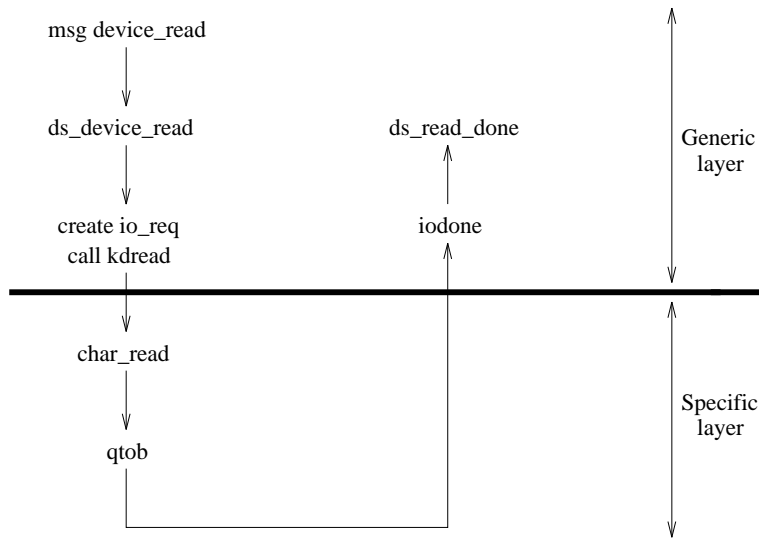 msg device_read
ds_device_read
ds_read_done
Generic
layer
create io_req
call kdread
iodone
char_read
qtob
Specific
layer